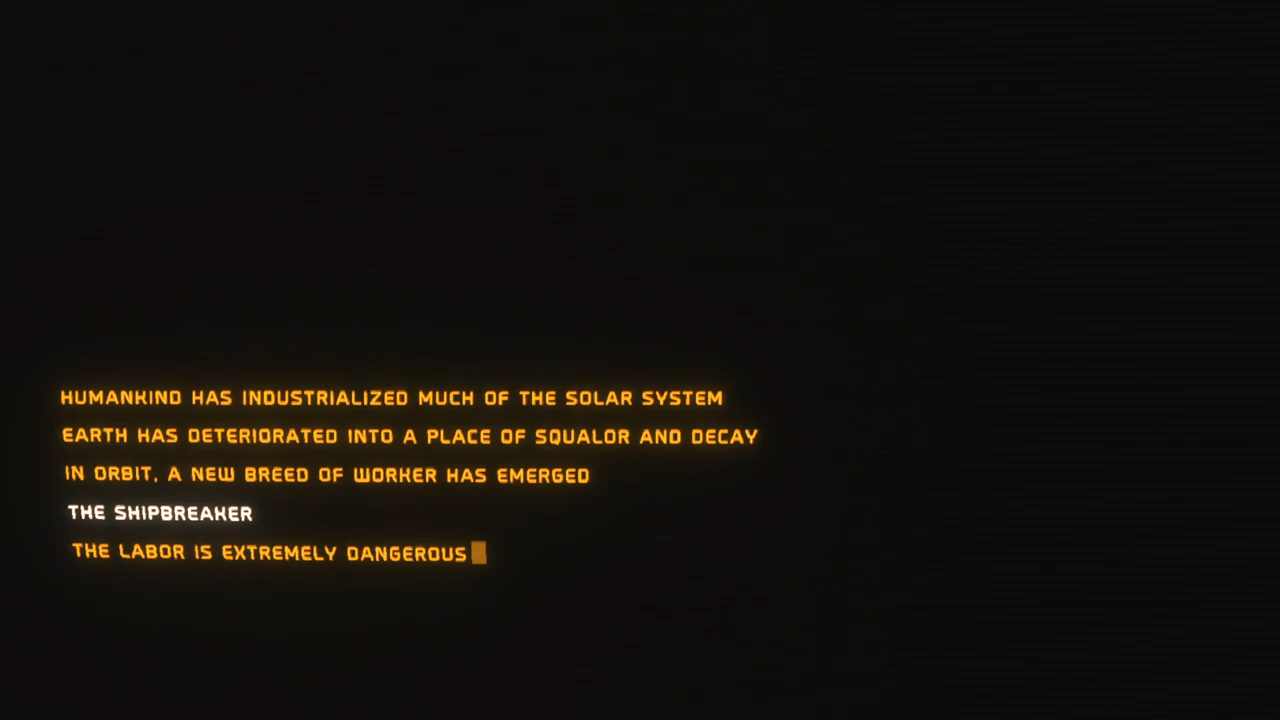 HUMANKIND HAS INDUSTRIALIZED MUCH OF THE SOLAR SYSTEM
EARTH HAS DETERIORATED INTO A PLACE OF SQUALOR AND DECAY
IN ORBIT, A NEW BREED OF WORKER HAS EMERGED
THE SHIPBREAKER
THE LABOR IS EXTREMELY DANGEROUS